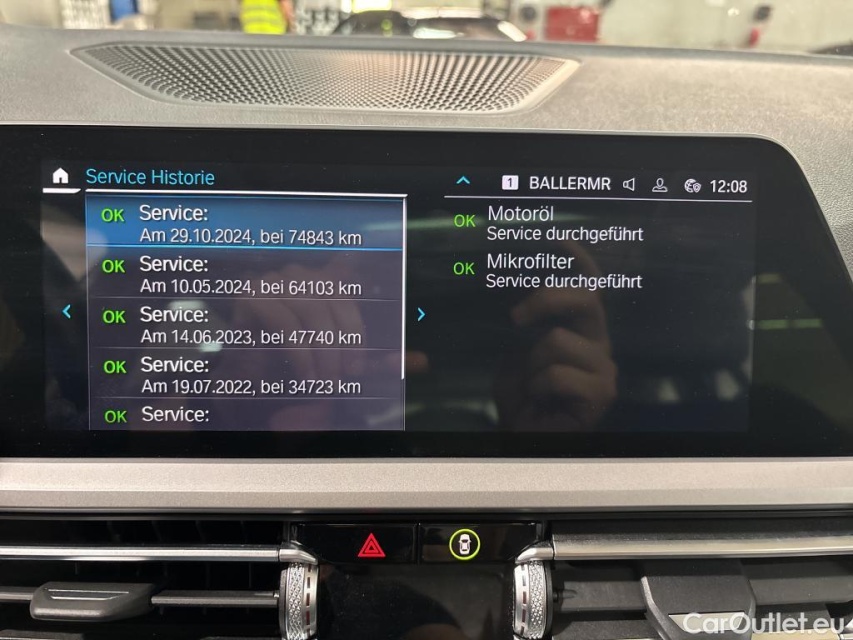 Service Historie
1 BALLERMR 12:08
OK Service:
Am 29.10.2024, bei 74843 km
OK Service:
Am 10.05.2024, bei 64103 km
OK Service:
Am 14.06.2023, bei 47740 km
OK Service:
Am 19.07.2022, bei 34723 km
OK Service:
OK Motoröl
Service durchgeführt
OK Mikrofilter
Service durchgeführt
CarOutlet.eu